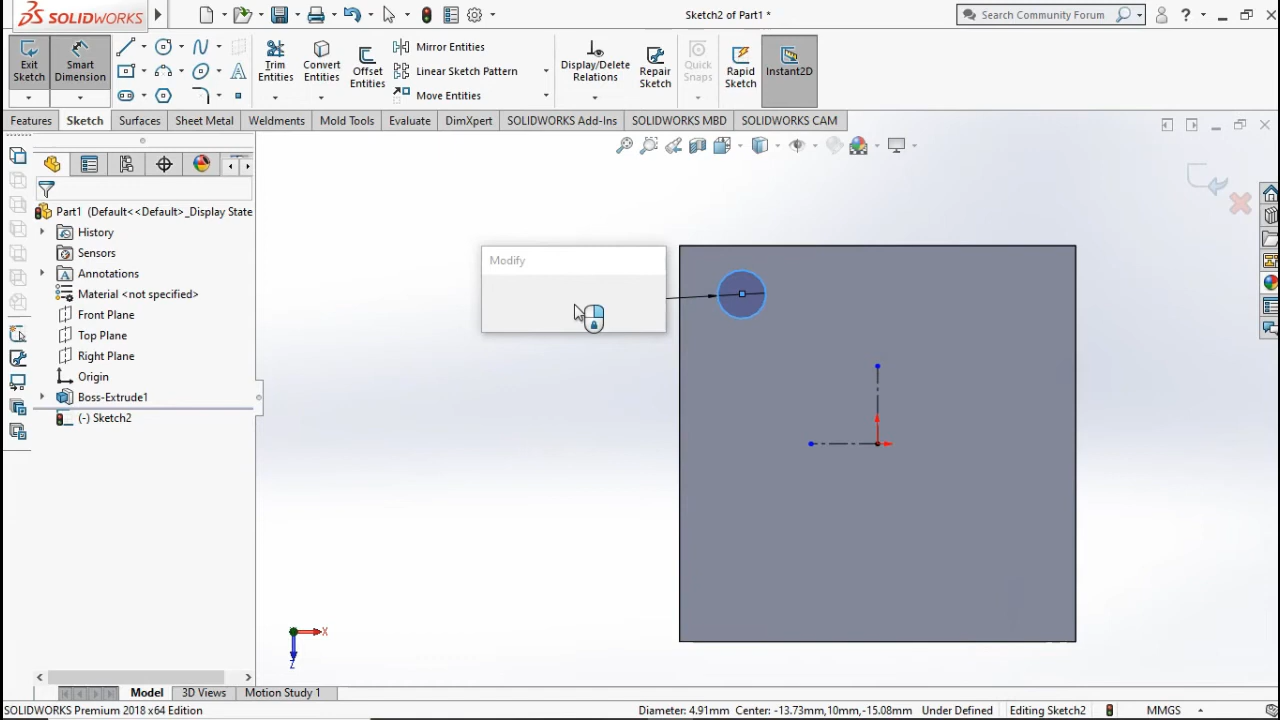 SOLIDWORKS
Sketch2 of Part1 *
Search Community Forum
?
Exit Sketch
Smart Dimension
Trim Entities
Convert Entities
Offset Entities
Mirror Entities
Linear Sketch Pattern
Move Entities
Display/Delete Relations
Repair Sketch
Quick Snaps
Rapid Sketch
Instant2D
Features
Sketch
Surfaces
Sheet Metal
Weldments
Mold Tools
Evaluate
DimXpert
SOLIDWORKS Add-Ins
SOLIDWORKS MBD
SOLIDWORKS CAM
Part1 (Default<<Default>_Display State
History
Sensors
Annotations
Material <not specified>
Front Plane
Top Plane
Right Plane
Origin
Boss-Extrude1
(-) Sketch2
Modify
X
Z
Model
3D Views
Motion Study 1
SOLIDWORKS Premium 2018 x64 Edition
Diameter: 4.91mm Center: -13.73mm,10mm,-15.08mm
Under Defined
Editing Sketch2
MMGS